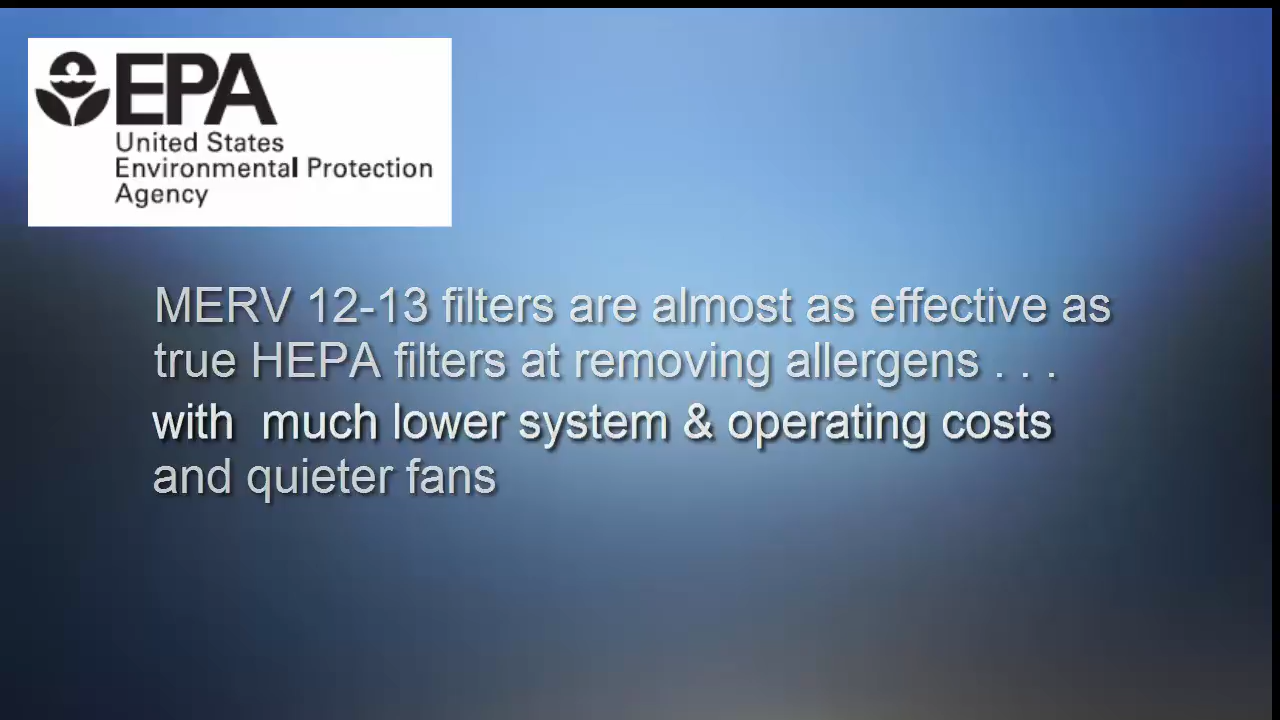 EPA
United States
Environmental Protection
Agency
MERV 12-13 filters are almost as effective as
true HEPA filters at removing allergens . . .
with  much lower system & operating costs
and quieter fans